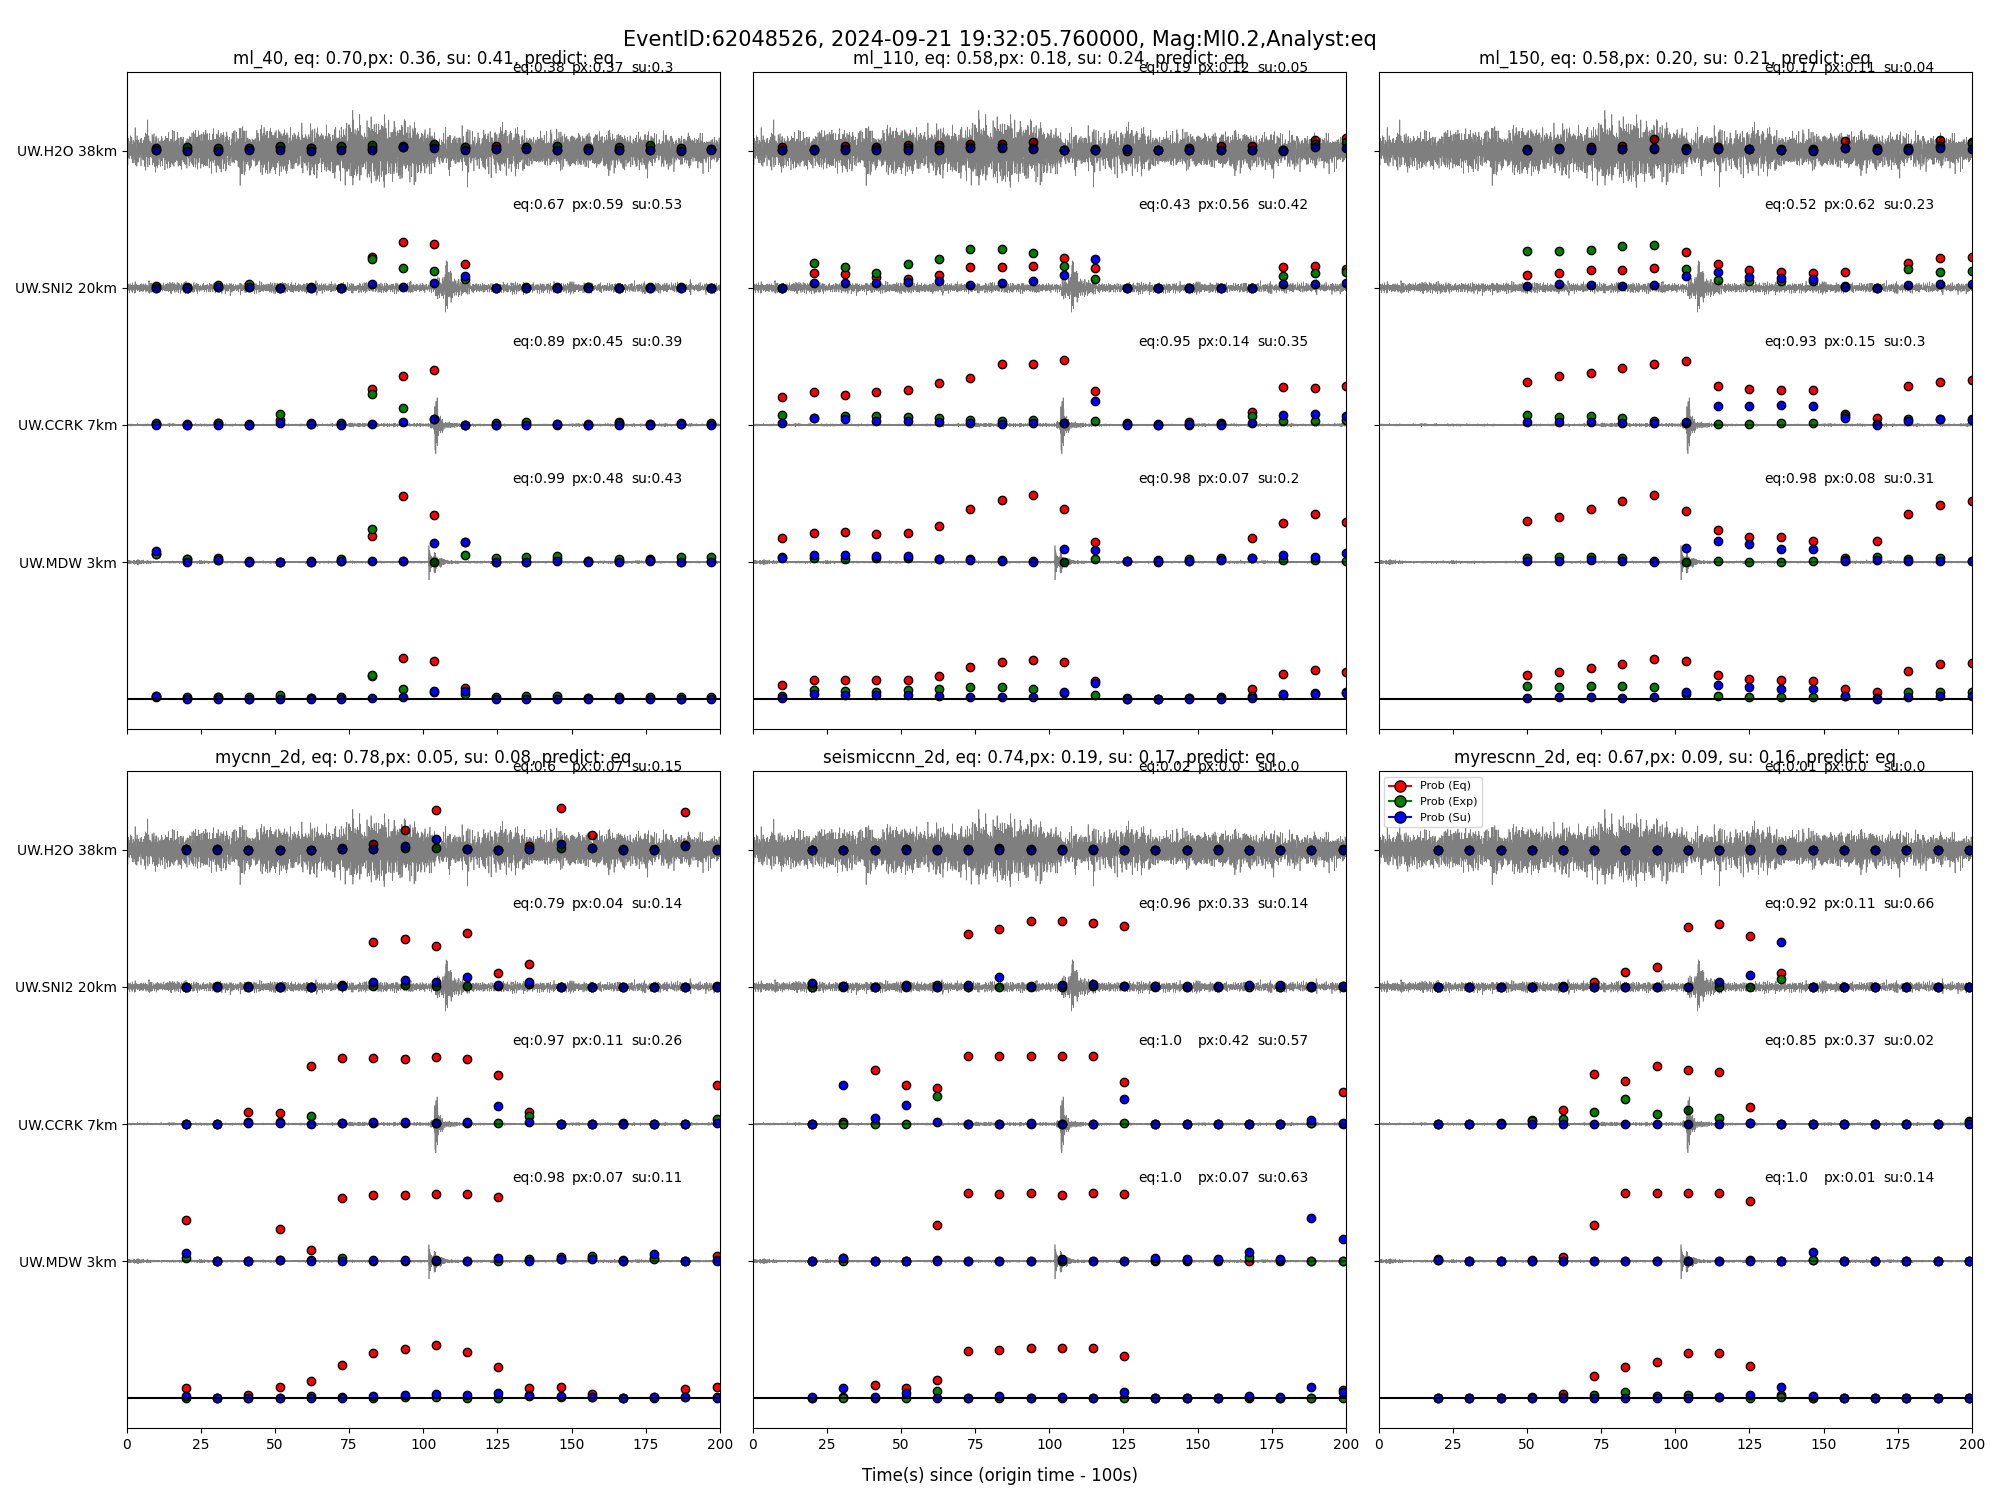 EventID:62048526, 2024-09-21 19:32:05.760000, Mag:Ml0.2,Analyst:eq
ml_40, eq: 0.70,px: 0.36, su: 0.41, predict: eq
eq:0.38 px:0.37 su:0.3
UW.H2O 38km
eq:0.67 px:0.59 su:0.53
UW.SNI2 20km
eq:0.89 px:0.45 su:0.39
UW.CCRK 7km
eq:0.99 px:0.48 su:0.43
UW.MDW 3km
ml_110, eq: 0.58,px: 0.18, su: 0.24, predict: eq
eq:0.19 px:0.12 su:0.05
eq:0.43 px:0.56 su:0.42
eq:0.95 px:0.14 su:0.35
eq:0.98 px:0.07 su:0.2
ml_150, eq: 0.58,px: 0.20, su: 0.21, predict: eq
eq:0.17 px:0.11 su:0.04
eq:0.52 px:0.62 su:0.23
eq:0.93 px:0.15 su:0.3
eq:0.98 px:0.08 su:0.31
mycnn_2d, eq: 0.78,px: 0.05, su: 0.08, predict: eq
eq:0.6 px:0.07 su:0.15
UW.H2O 38km
eq:0.79 px:0.04 su:0.14
UW.SNI2 20km
eq:0.97 px:0.11 su:0.26
UW.CCRK 7km
eq:0.98 px:0.07 su:0.11
UW.MDW 3km
0 25 50 75 100 125 150 175 200
seismiccnn_2d, eq: 0.74,px: 0.19, su: 0.17, predict: eq
eq:0.02 px:0.0 su:0.0
eq:0.96 px:0.33 su:0.14
eq:1.0 px:0.42 su:0.57
eq:1.0 px:0.07 su:0.63
0 25 50 75 100 125 150 175 200
myrescnn_2d, eq: 0.67,px: 0.09, su: 0.16, predict: eq
eq:0.01 px:0.0 su:0.0
Prob (Eq)
Prob (Exp)
Prob (Su)
eq:0.92 px:0.11 su:0.66
eq:0.85 px:0.37 su:0.02
eq:1.0 px:0.01 su:0.14
0 25 50 75 100 125 150 175 200
Time(s) since (origin time - 100s)